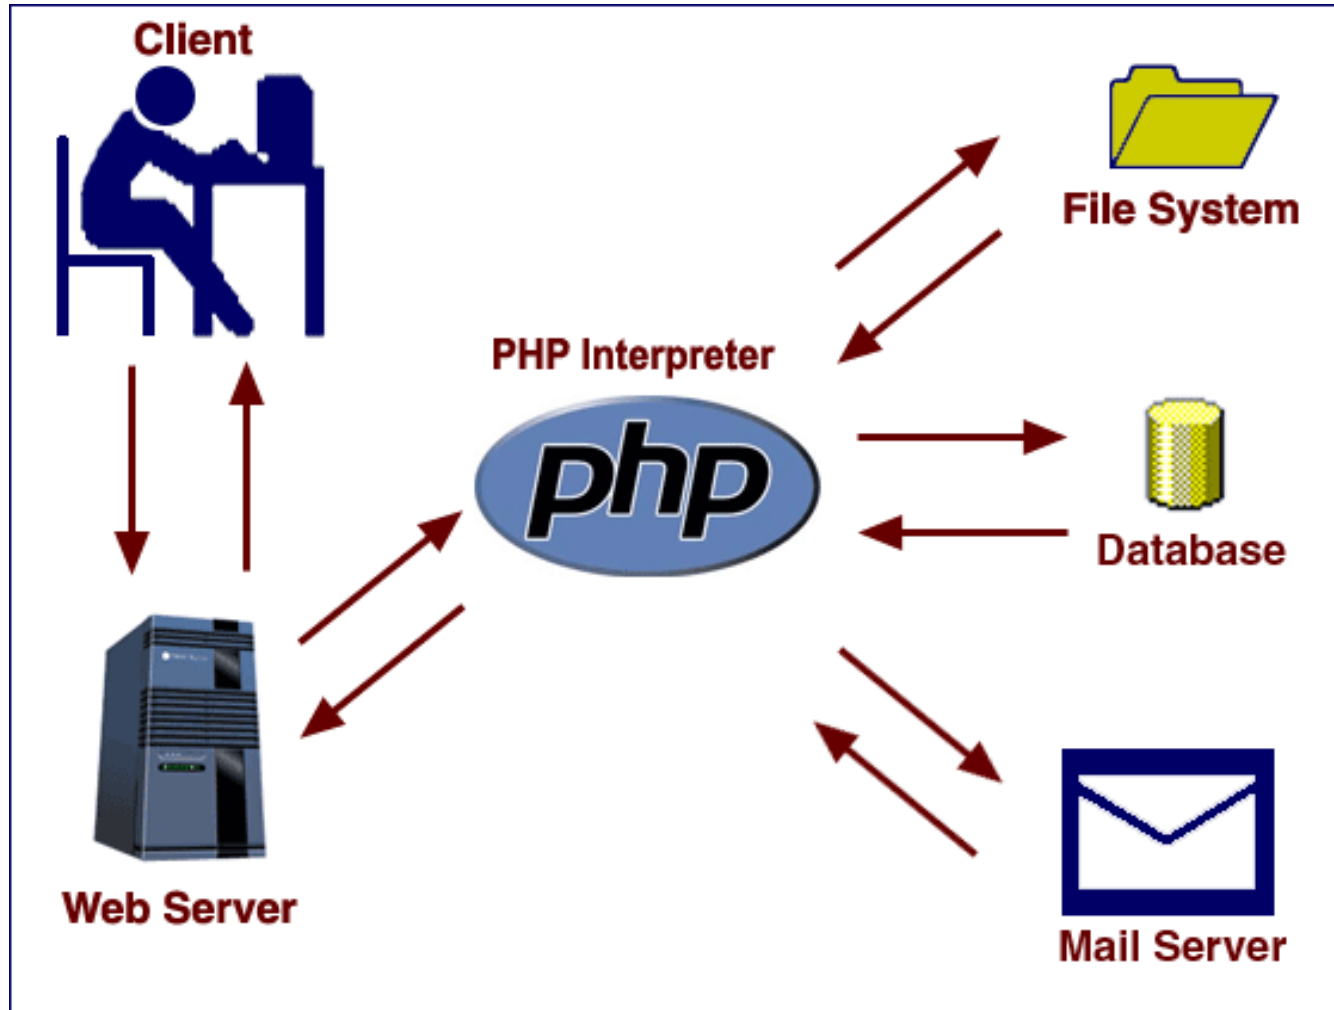 Client
File System
PHP Interpreter
php
Database
Web Server
Mail Server